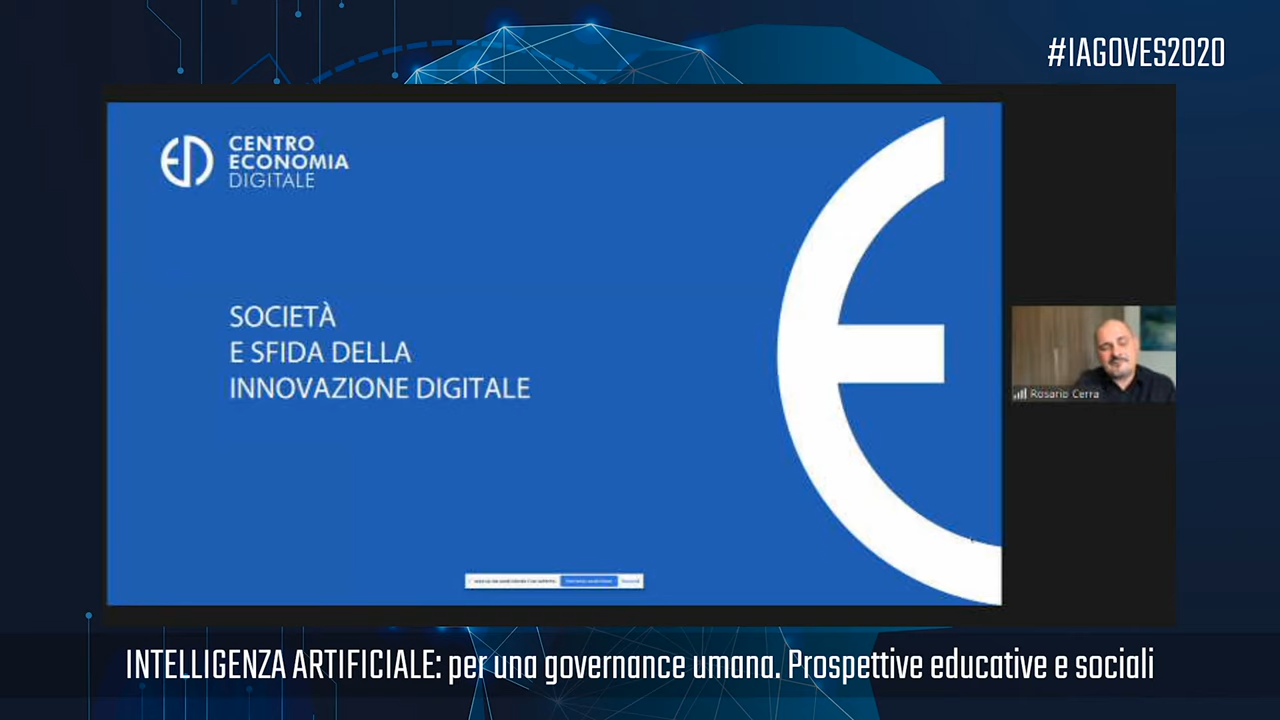 #IAGOVES2020
CENTRO
ECONOMIA
DIGITALE
SOCIETÀ
E SFIDA DELLA
INNOVAZIONE DIGITALE
Rosario Cerra
INTELLIGENZA ARTIFICIALE: per una governance umana. Prospettive educative e sociali